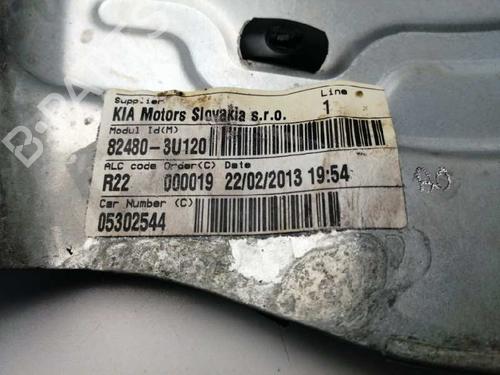 Supplier Line
KIA Motors Slovakia s.r.o. 1
Modul Id(M)
82480-3U120
ALC code Order(C) Date
R22 000019 22/02/2013 19:54
Car Number (C)
05302544
B-PARTS